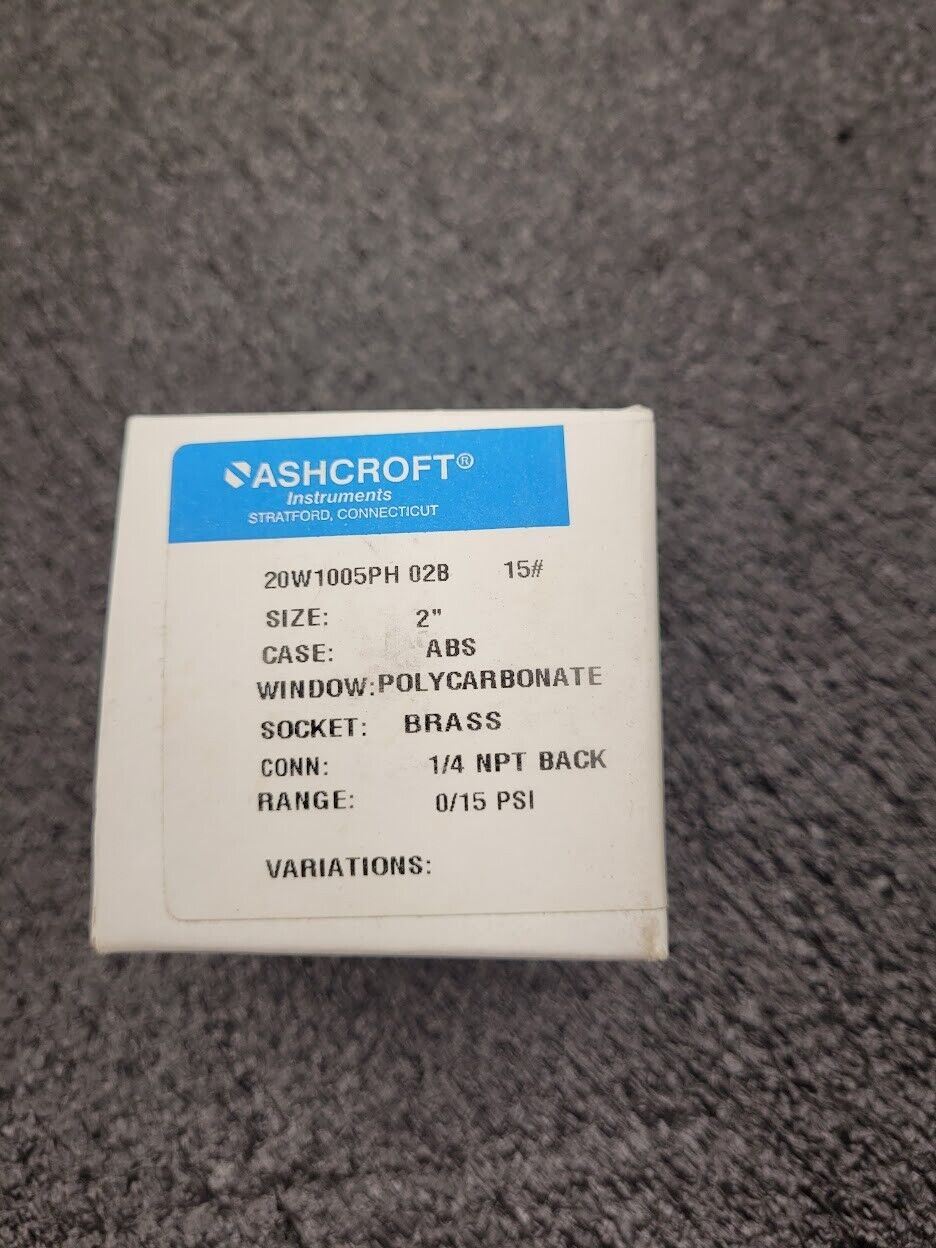 ASHCROFT®
Instruments
STRATFORD, CONNECTICUT
20W1005PH 02B 15#
SIZE: 2"
CASE: ABS
WINDOW:POLYCARBONATE
SOCKET: BRASS
CONN: 1/4 NPT BACK
RANGE: 0/15 PSI
VARIATIONS: